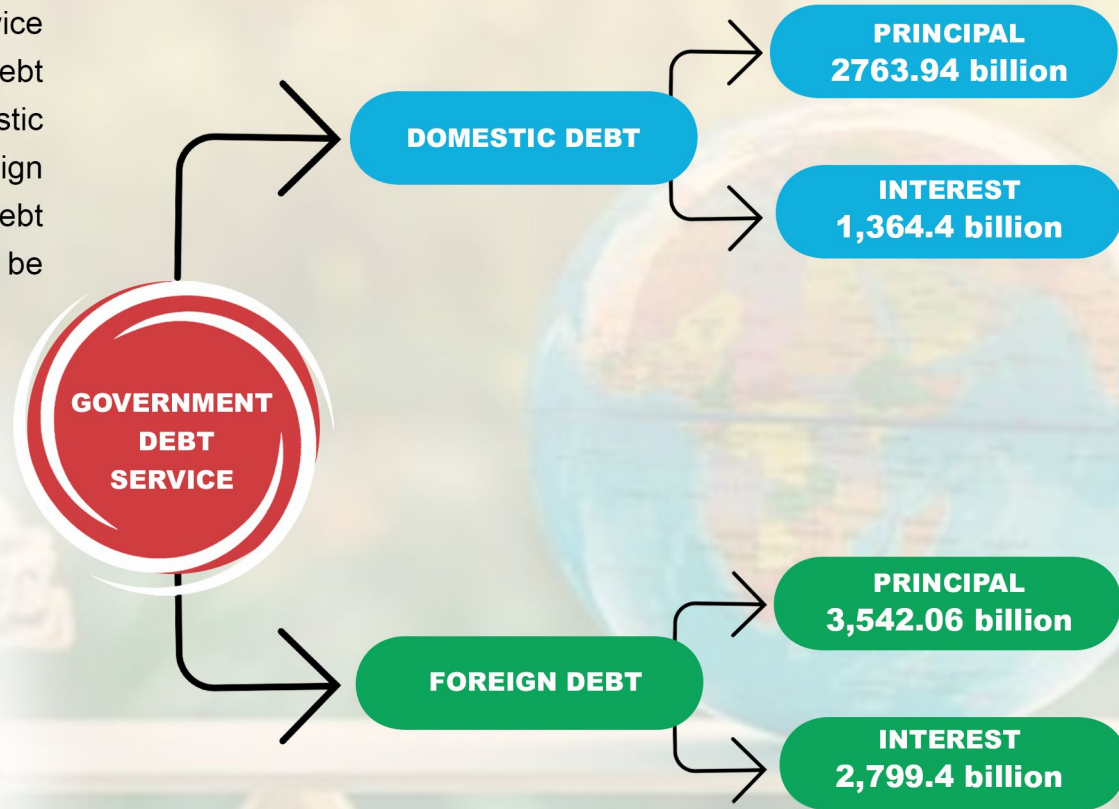 vice
ebt
stic
ign
ebt
be
GOVERNMENT
DEBT
SERVICE
DOMESTIC DEBT
PRINCIPAL
2763.94 billion
INTEREST
1,364.4 billion
FOREIGN DEBT
PRINCIPAL
3,542.06 billion
INTEREST
2,799.4 billion